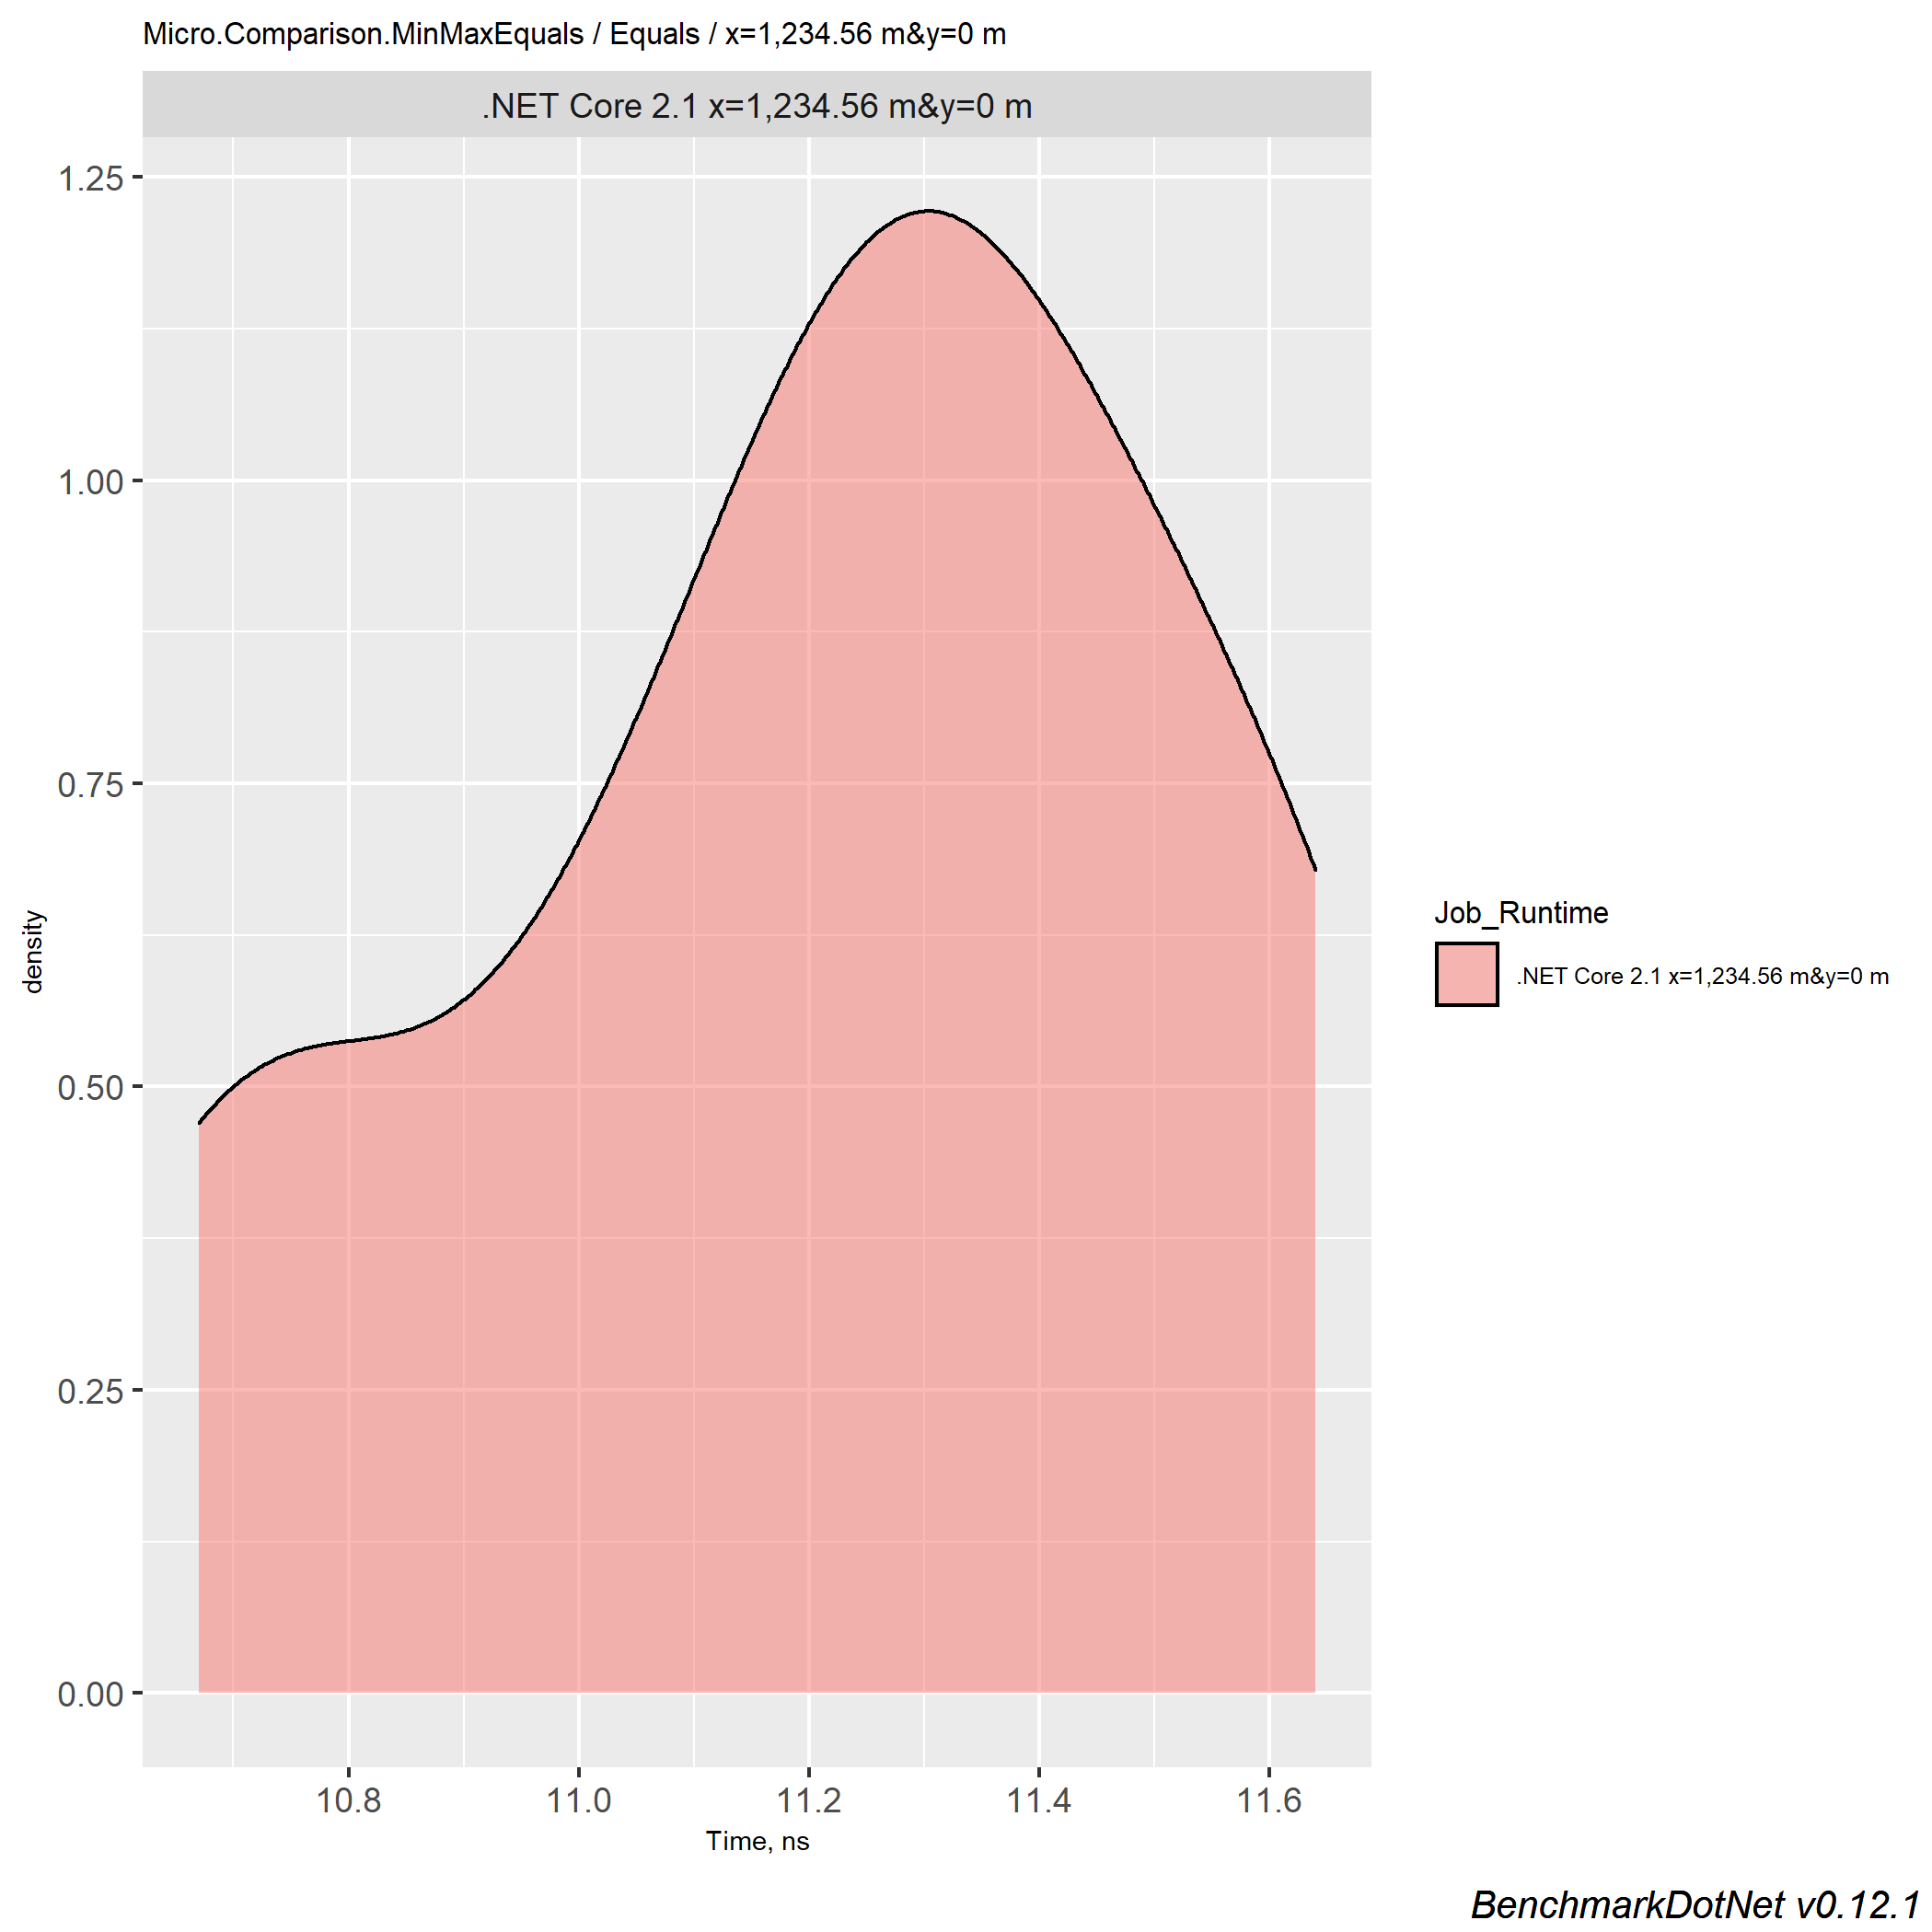 Micro.Comparison.MinMaxEquals / Equals / x=1,234.56 m&y=0 m
.NET Core 2.1 x=1,234.56 m&y=0 m
1.25
1.00
0.75
0.50
0.25
0.00
density
10.8 11.0 11.2 11.4 11.6
Time, ns
Job_Runtime
.NET Core 2.1 x=1,234.56 m&y=0 m
BenchmarkDotNet v0.12.1